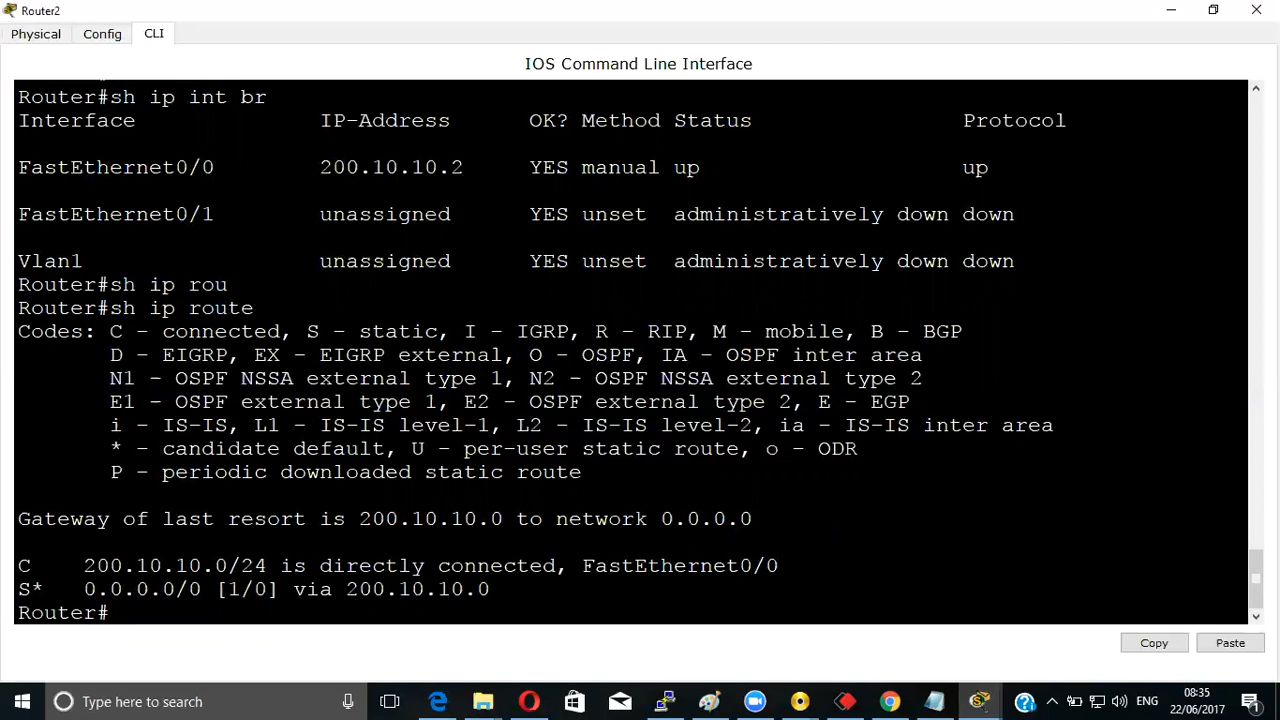 Router2
Physical Config CLI
IOS Command Line Interface
Router#sh ip int br
Interface IP-Address OK? Method Status Protocol
FastEthernet0/0 200.10.10.2 YES manual up up
FastEthernet0/1 unassigned YES unset administratively down down
Vlan1 unassigned YES unset administratively down down
Router#sh ip rou
Router#sh ip route
Codes: C - connected, S - static, I - IGRP, R - RIP, M - mobile, B - BGP
D - EIGRP, EX - EIGRP external, O - OSPF, IA - OSPF inter area
N1 - OSPF NSSA external type 1, N2 - OSPF NSSA external type 2
E1 - OSPF external type 1, E2 - OSPF external type 2, E - EGP
i - IS-IS, L1 - IS-IS level-1, L2 - IS-IS level-2, ia - IS-IS inter area
* - candidate default, U - per-user static route, o - ODR
P - periodic downloaded static route
Gateway of last resort is 200.10.10.0 to network 0.0.0.0
C 200.10.10.0/24 is directly connected, FastEthernet0/0
S* 0.0.0.0/0 [1/0] via 200.10.10.0
Router#
Copy Paste
Type here to search ENG 08:35
22/06/2017 1